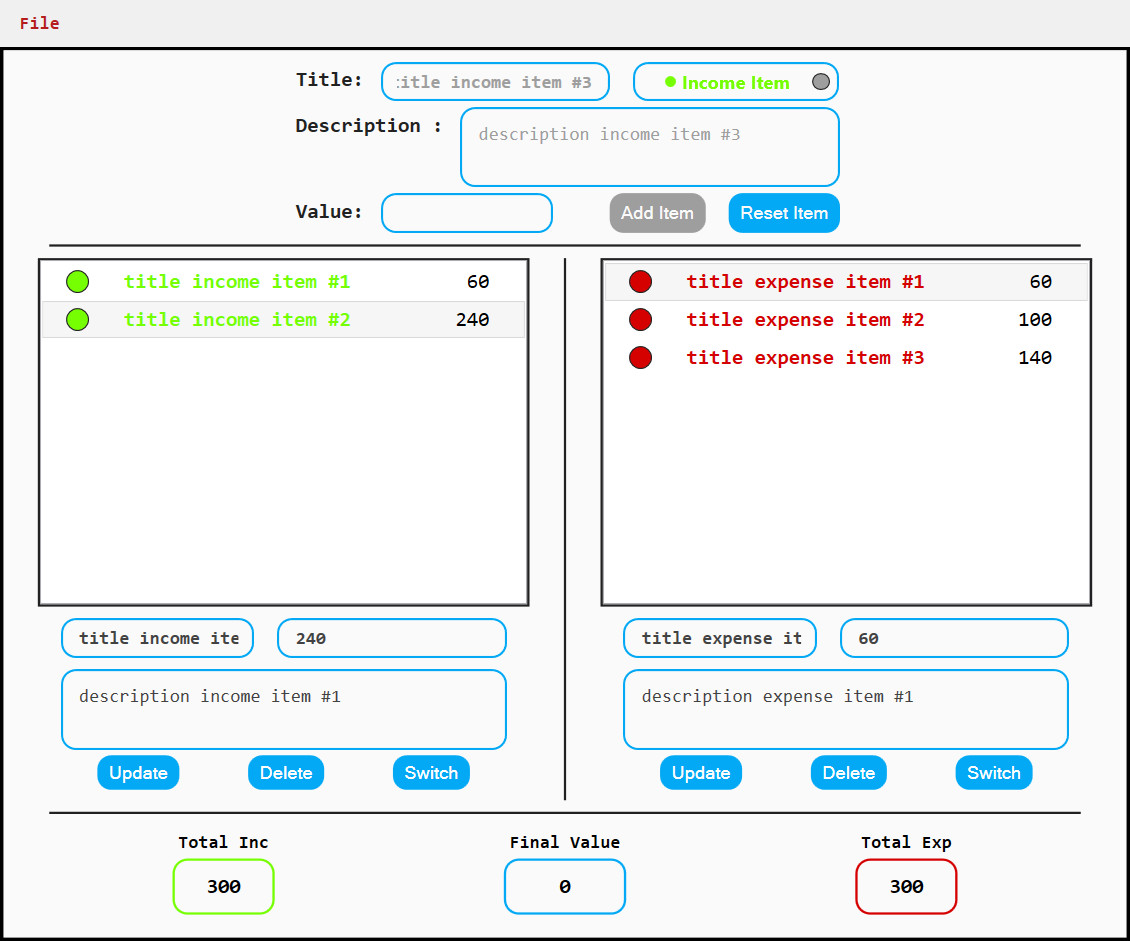 File
Title: title income item #3 Income Item
Description : description income item #3
Value: Add Item Reset Item
title income item #1 60
title income item #2 240
title expense item #1 60
title expense item #2 100
title expense item #3 140
title income ite 240
description income item #1
Update Delete Switch
title expense it 60
description expense item #1
Update Delete Switch
Total Inc Final Value Total Exp
300 0 300